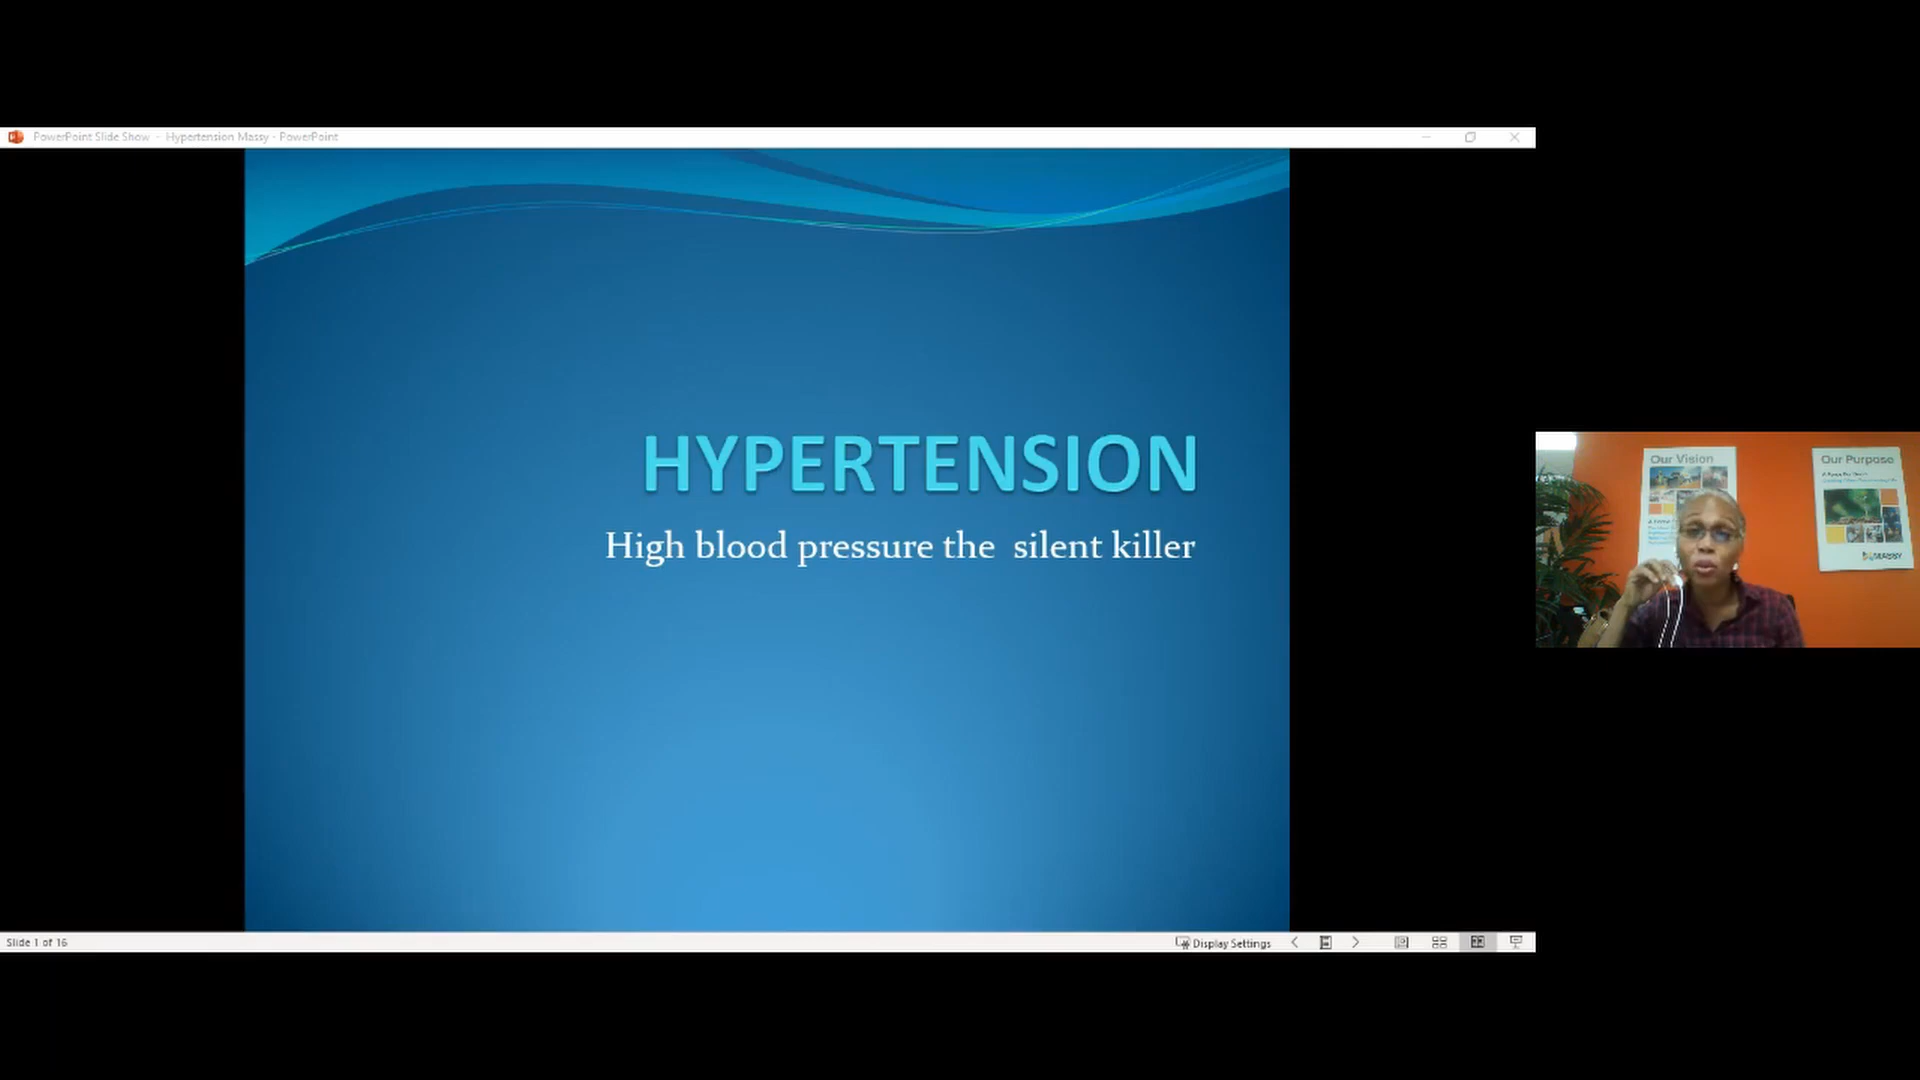 PowerPoint Slide Show - Hypertension Massy - PowerPoint
HYPERTENSION
High blood pressure the silent killer
Our Vision
Our Purpose
MASSY
Slide 1 of 16
Display Settings